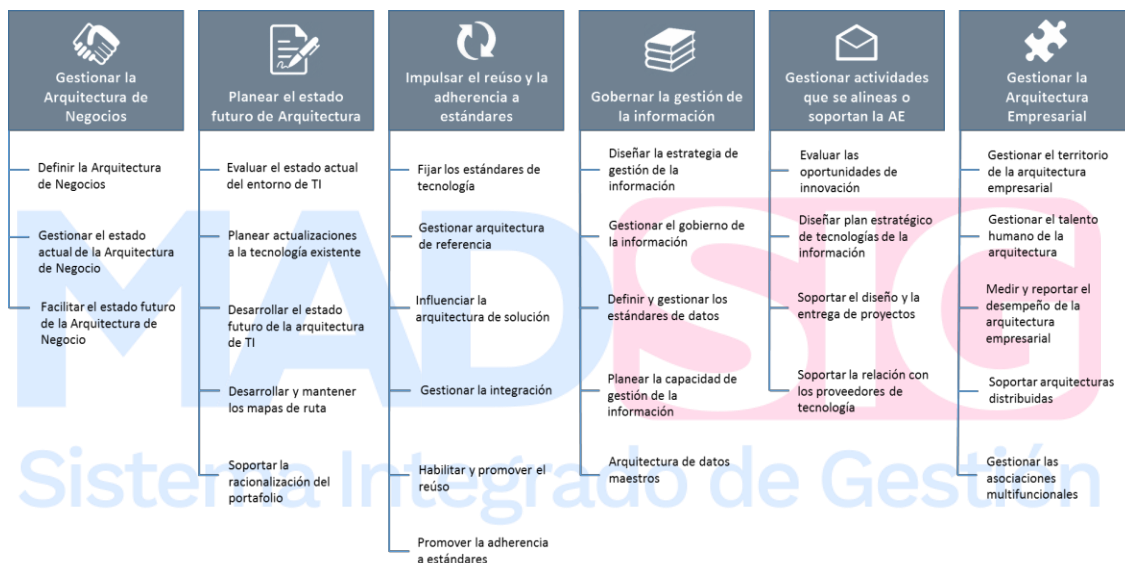 Gestionar la
Arquitectura de
Negocios
Definir la Arquitectura
de Negocios
Gestionar el estado
actual de la Arquitectura
de Negocio
Facilitar el estado futuro
de la Arquitectura de
Negocio
Planear el estado
futuro de Arquitectura
Evaluar el estado actual
del entorno de TI
Planear actualizaciones
a la tecnología existente
Desarrollar el estado
futuro de la arquitectura
de TI
Desarrollar y mantener
los mapas de ruta
Soportar la
racionalización del
portafolio
Impulsar el reúso y la
adherencia a
estándares
Fijar los estándares de
tecnología
Gestionar arquitectura
de referencia
Influenciar la
arquitectura de solución
Gestionar la integración
Habilitar y promover el
reúso
Promover la adherencia
a estándares
Gobernar la gestión de
la información
Diseñar la estrategia de
gestión de la
información
Gestionar el gobierno de
la información
Definir y gestionar los
estándares de datos
Planear la capacidad de
gestión de la
información
Arquitectura de datos
maestros
Gestionar actividades
que se alineas o
soportan la AE
Evaluar las
oportunidades de
innovación
Diseñar plan estratégico
de tecnologías de la
información
Soportar el diseño y la
entrega de proyectos
Soportar la relación con
los proveedores de
tecnología
Gestionar la
Arquitectura
Empresarial
Gestionar el territorio
de la arquitectura
empresarial
Gestionar el talento
humano de la
arquitectura
Medir y reportar el
desempeño de la
arquitectura
empresarial
Soportar arquitecturas
distribuidas
Gestionar las
asociaciones
multifuncionales
MADSIG
Sistema Integrado de Gestión